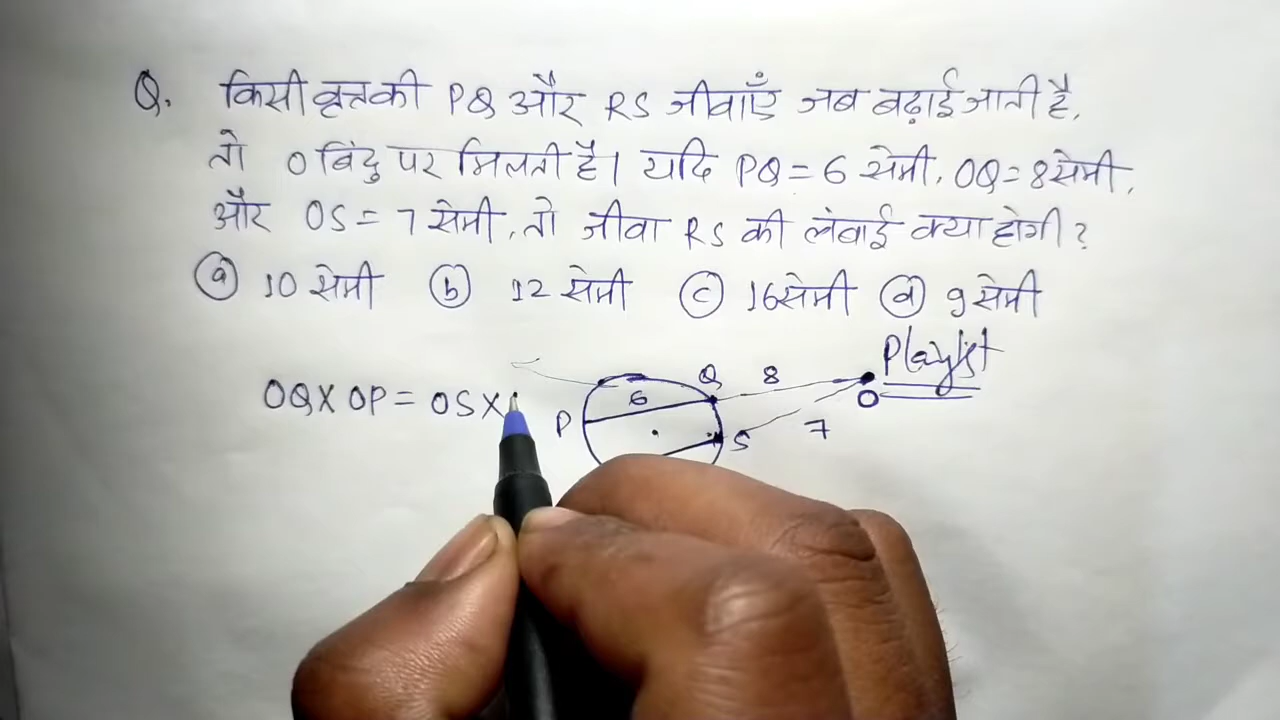 Q. किसी वृत्त की PQ और RS जीवाएँ जब बढ़ाई जाती है,
तो O बिंदु पर मिलती है। यदि PQ = 6 सेमी, OQ = 8 सेमी,
और OS = 7 सेमी, तो जीवा RS की लंबाई क्या होगी?
(a) 10 सेमी (b) 12 सेमी (c) 16 सेमी (d) 9 सेमी
Playlist
Q 8
6
O
OQ X OP = OS X
P
S 7